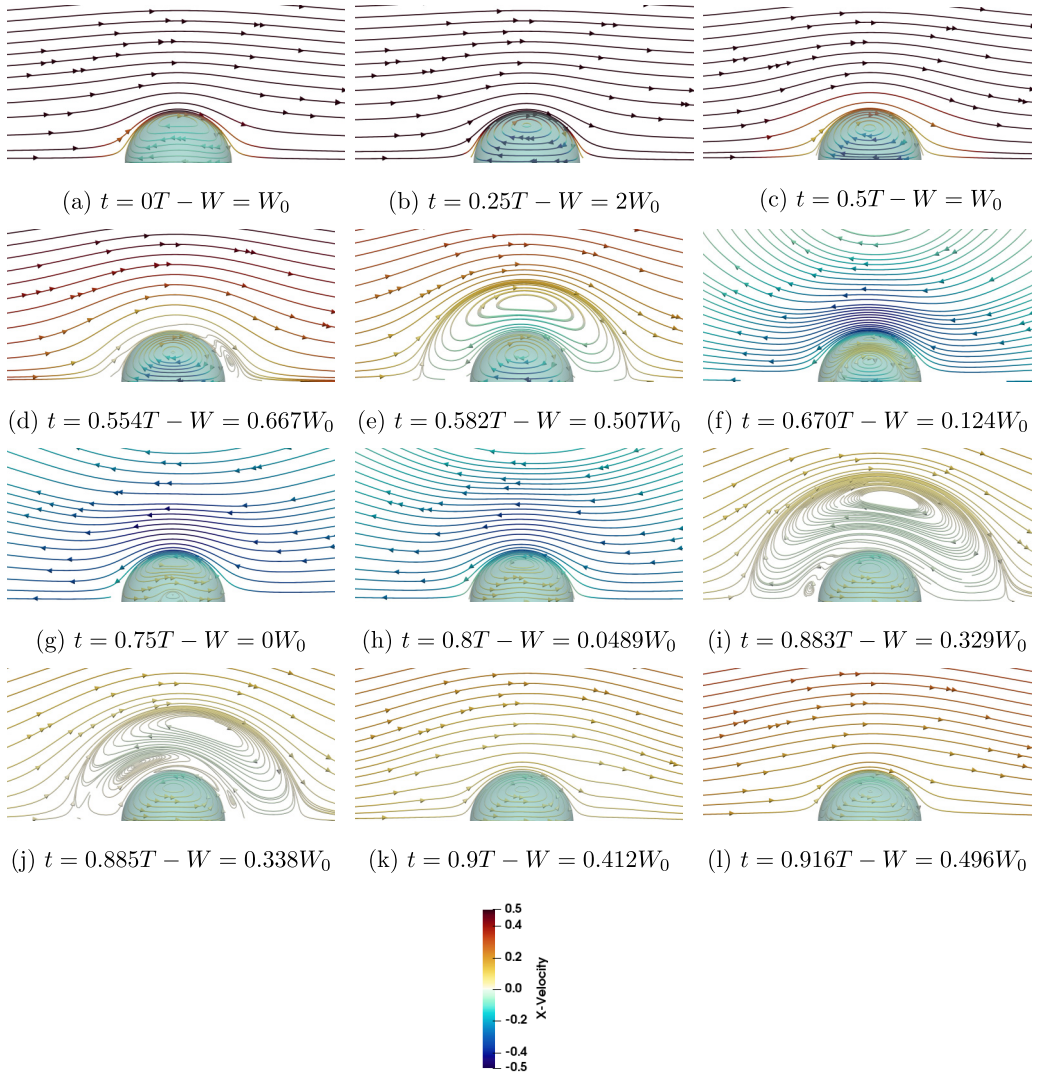 (a) t = 0T − W = W₀
(b) t = 0.25T − W = 2W₀
(c) t = 0.5T − W = W₀
(d) t = 0.554T − W = 0.667W₀
(e) t = 0.582T − W = 0.507W₀
(f) t = 0.670T − W = 0.124W₀
(g) t = 0.75T − W = 0W₀
(h) t = 0.8T − W = 0.0489W₀
(i) t = 0.883T − W = 0.329W₀
(j) t = 0.885T − W = 0.338W₀
(k) t = 0.9T − W = 0.412W₀
(l) t = 0.916T − W = 0.496W₀
0.5
0.4
0.2
0.0
-0.2
-0.4
-0.5
X-Velocity